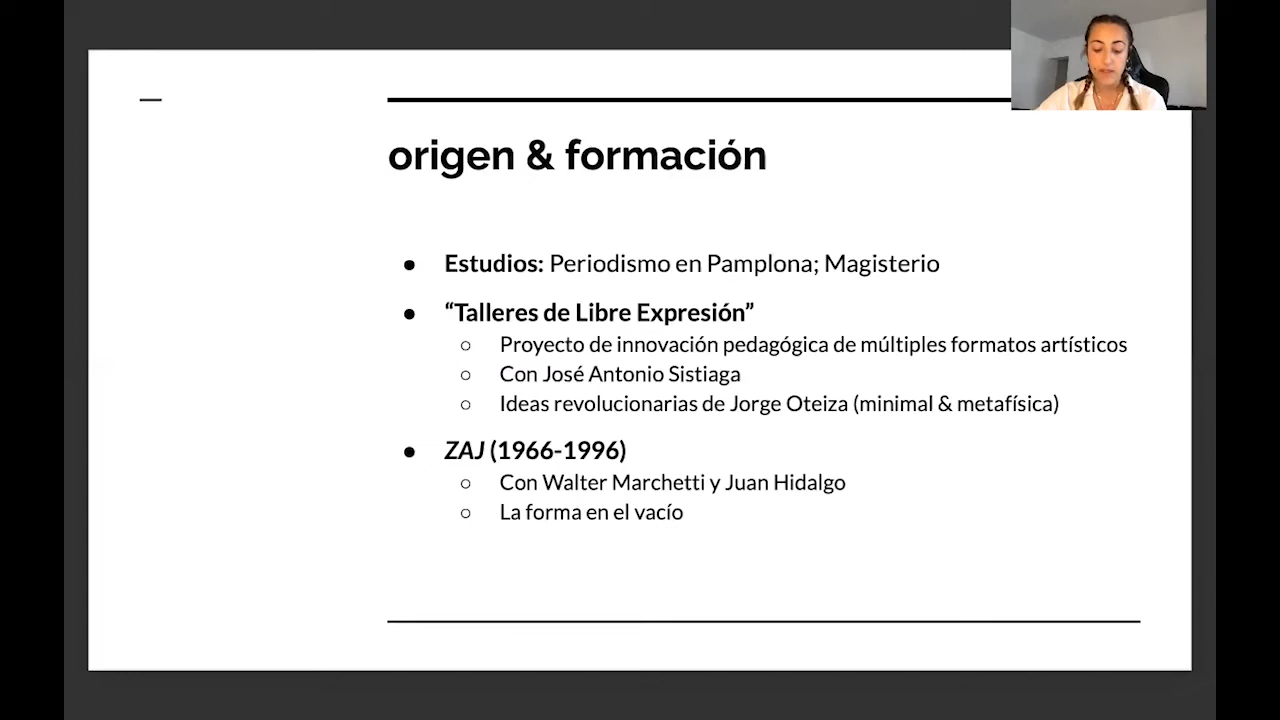 origen & formación
● Estudios: Periodismo en Pamplona; Magisterio
● “Talleres de Libre Expresión”
○ Proyecto de innovación pedagógica de múltiples formatos artísticos
○ Con José Antonio Sistiaga
○ Ideas revolucionarias de Jorge Oteiza (minimal & metafísica)
● ZAJ (1966-1996)
○ Con Walter Marchetti y Juan Hidalgo
○ La forma en el vacío